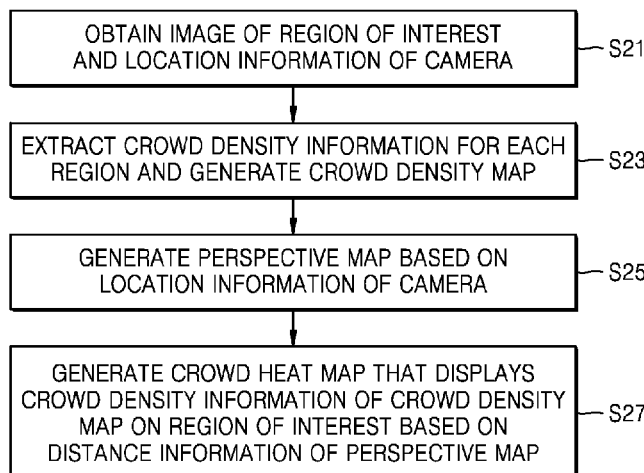 OBTAIN IMAGE OF REGION OF INTEREST
AND LOCATION INFORMATION OF CAMERA
S21
EXTRACT CROWD DENSITY INFORMATION FOR EACH
REGION AND GENERATE CROWD DENSITY MAP
S23
GENERATE PERSPECTIVE MAP BASED ON
LOCATION INFORMATION OF CAMERA
S25
GENERATE CROWD HEAT MAP THAT DISPLAYS
CROWD DENSITY INFORMATION OF CROWD DENSITY
MAP ON REGION OF INTEREST BASED ON
DISTANCE INFORMATION OF PERSPECTIVE MAP
S27